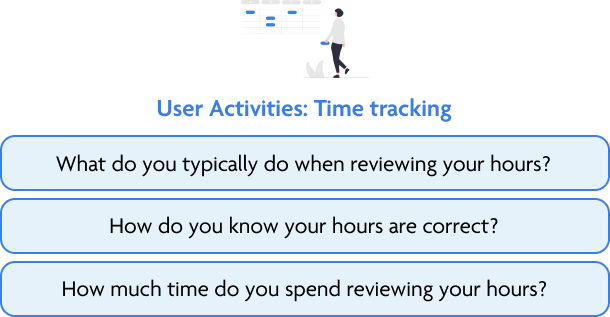 User Activities: Time tracking
What do you typically do when reviewing your hours?
How do you know your hours are correct?
How much time do you spend reviewing your hours?